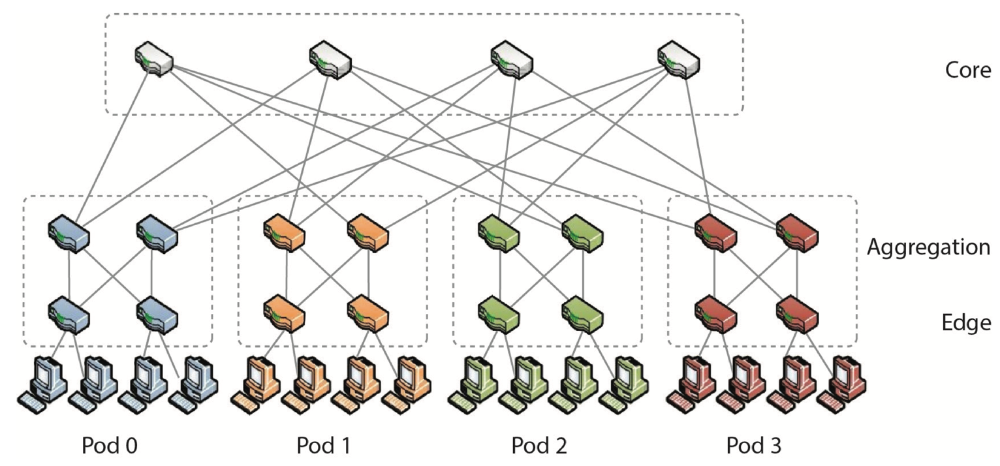 Core
Aggregation
Edge
Pod 0
Pod 1
Pod 2
Pod 3